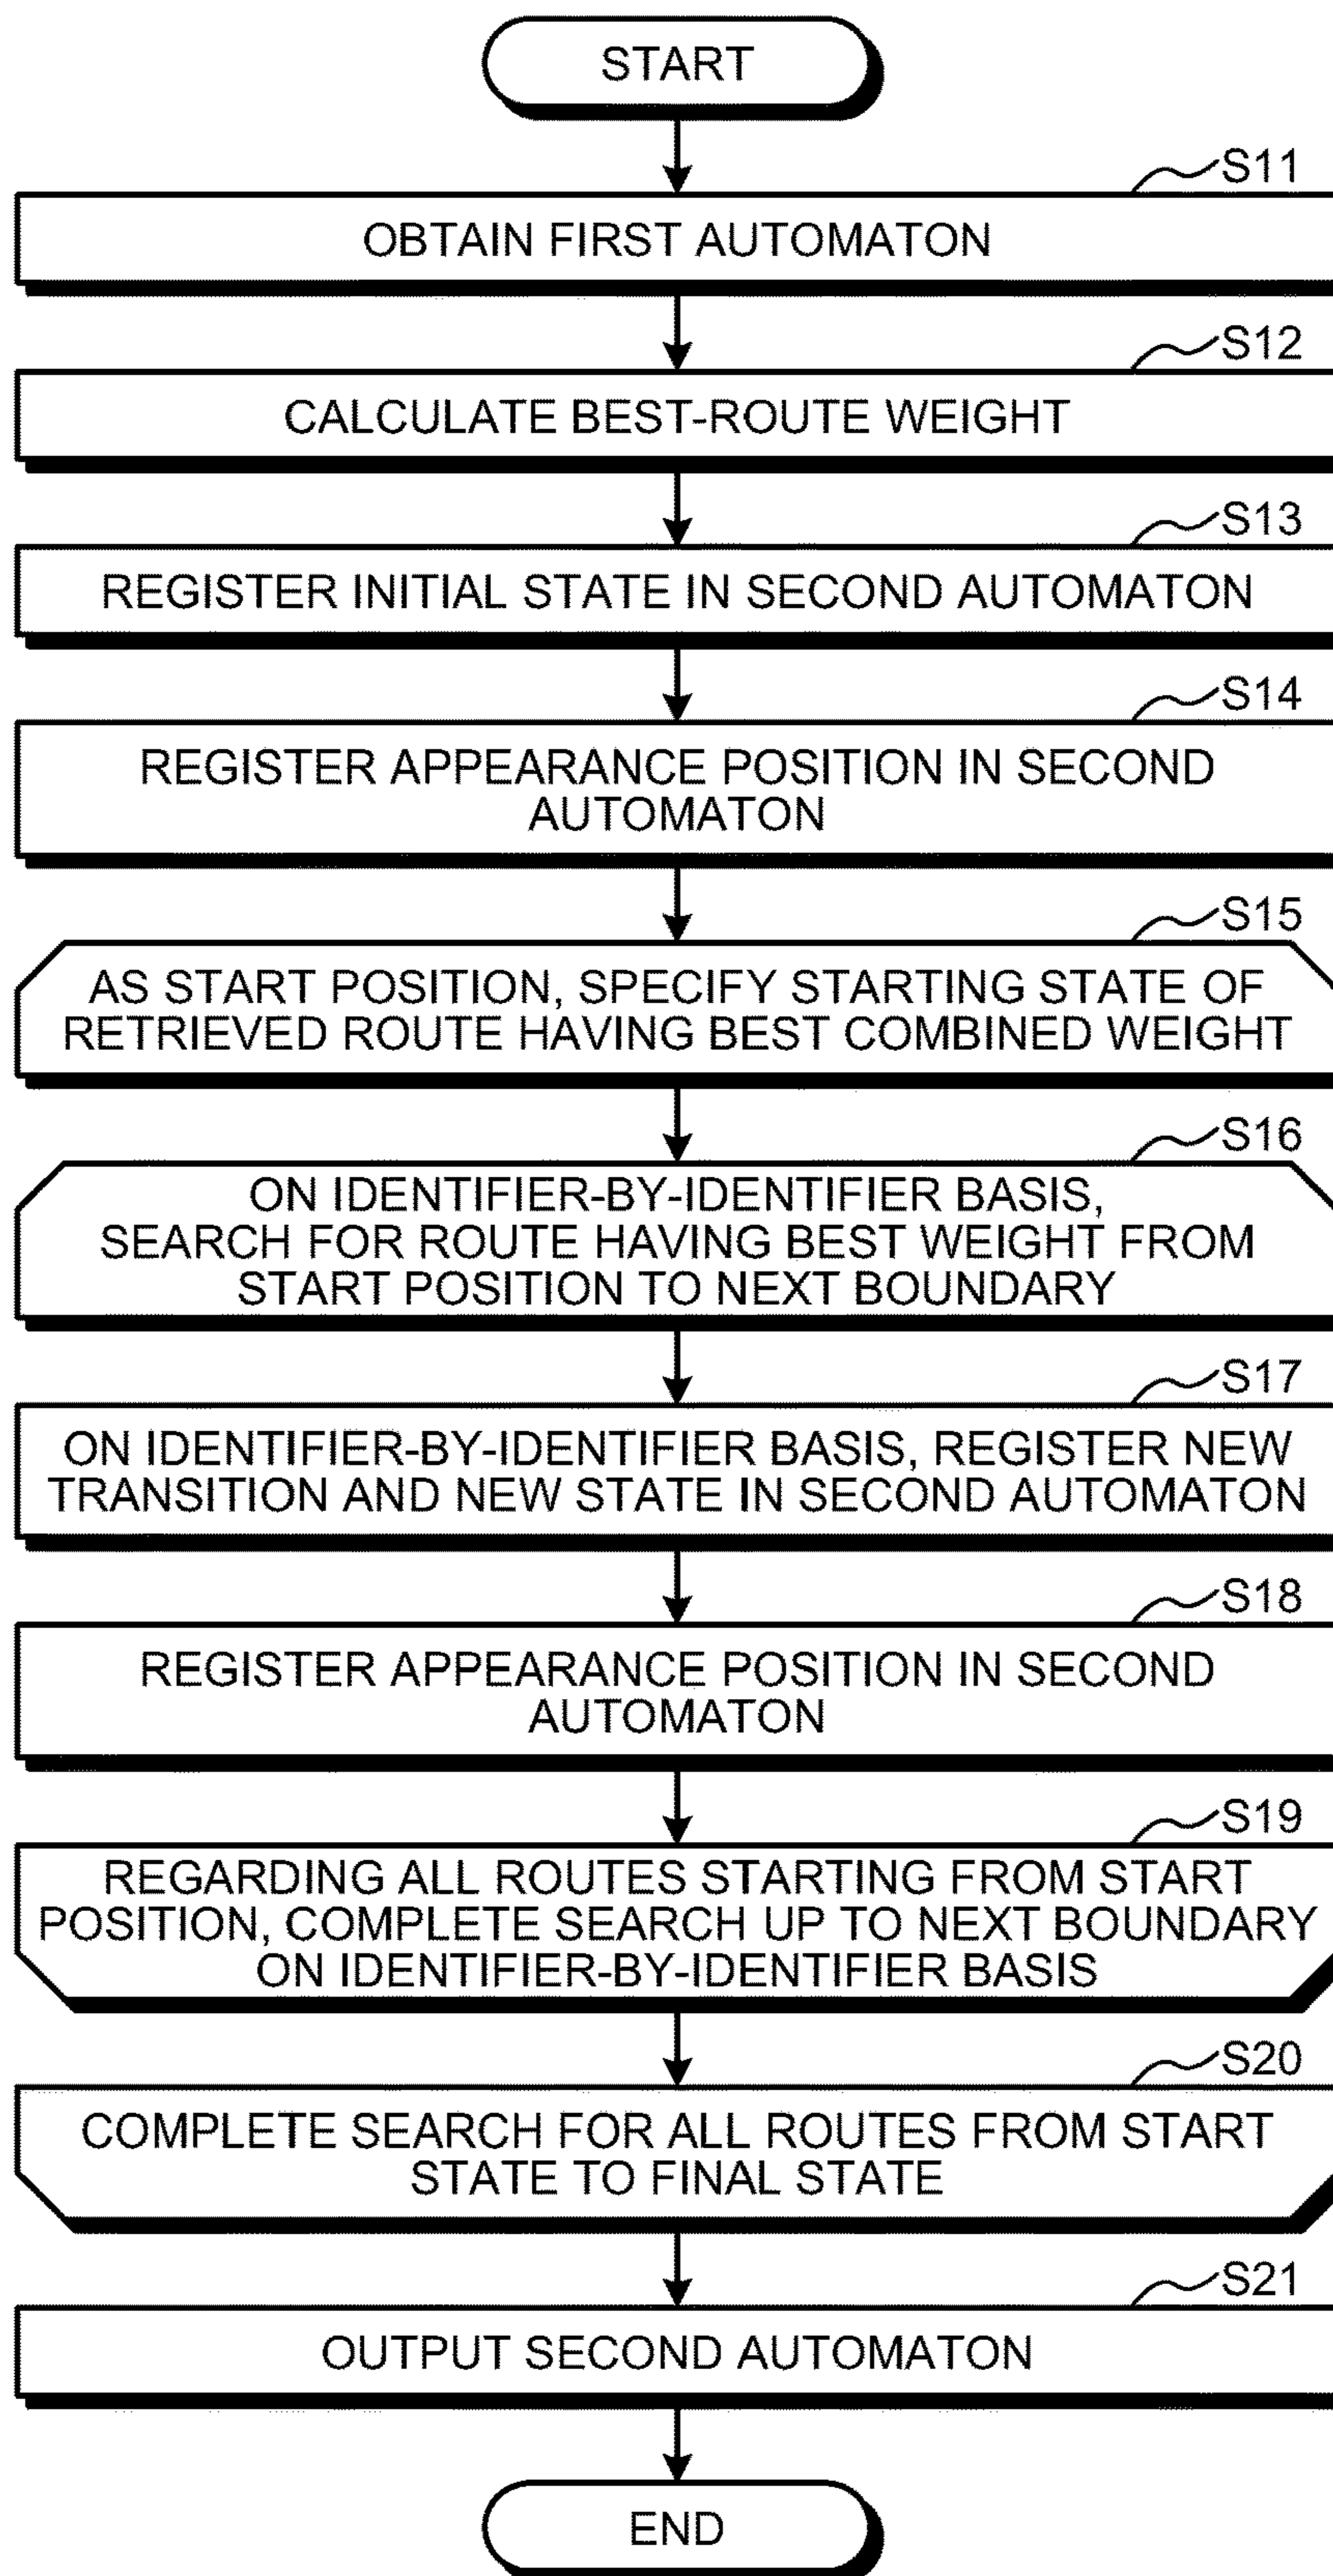 START
S11
OBTAIN FIRST AUTOMATON
S12
CALCULATE BEST-ROUTE WEIGHT
S13
REGISTER INITIAL STATE IN SECOND AUTOMATON
S14
REGISTER APPEARANCE POSITION IN SECOND
AUTOMATON
S15
AS START POSITION, SPECIFY STARTING STATE OF
RETRIEVED ROUTE HAVING BEST COMBINED WEIGHT
S16
ON IDENTIFIER-BY-IDENTIFIER BASIS,
SEARCH FOR ROUTE HAVING BEST WEIGHT FROM
START POSITION TO NEXT BOUNDARY
S17
ON IDENTIFIER-BY-IDENTIFIER BASIS, REGISTER NEW
TRANSITION AND NEW STATE IN SECOND AUTOMATON
S18
REGISTER APPEARANCE POSITION IN SECOND
AUTOMATON
S19
REGARDING ALL ROUTES STARTING FROM START
POSITION, COMPLETE SEARCH UP TO NEXT BOUNDARY
ON IDENTIFIER-BY-IDENTIFIER BASIS
S20
COMPLETE SEARCH FOR ALL ROUTES FROM START
STATE TO FINAL STATE
S21
OUTPUT SECOND AUTOMATON
END